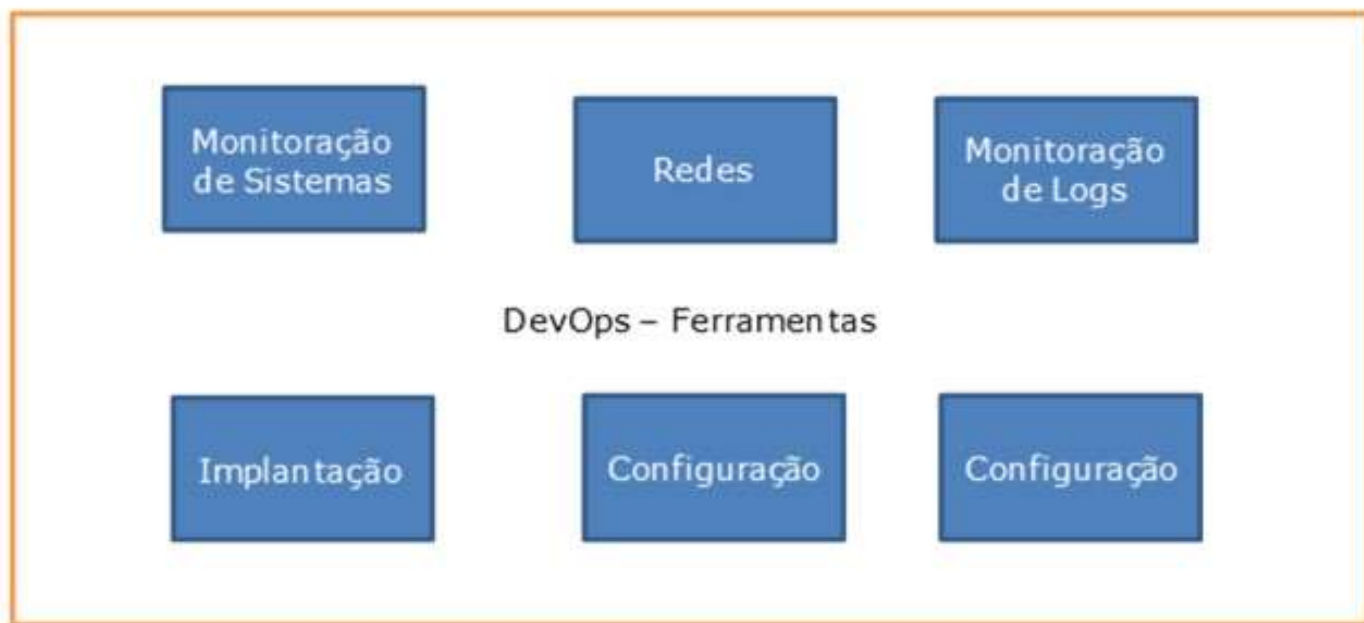 Monitoração
de Sistemas
Redes
Monitoração
de Logs
DevOps – Ferramentas
Implantação
Configuração
Configuração